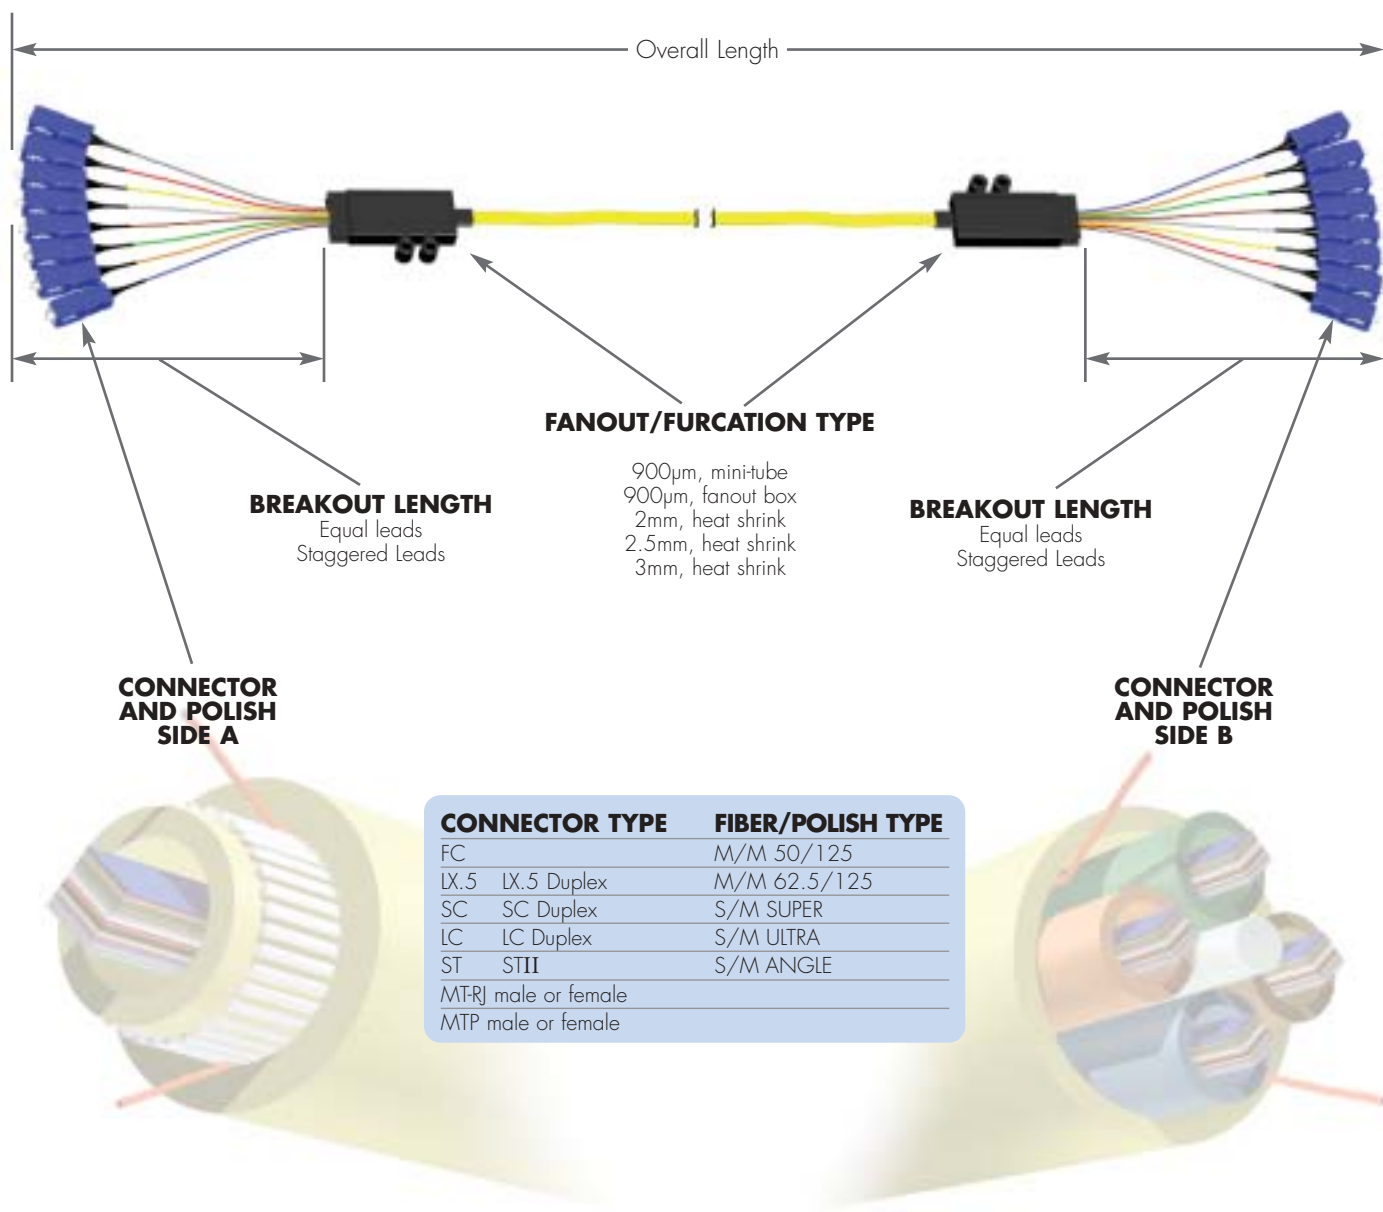 Overall Length
FANOUT/FURCATION TYPE
900µm, mini-tube
900µm, fanout box
2mm, heat shrink
2.5mm, heat shrink
3mm, heat shrink
BREAKOUT LENGTH
Equal leads
Staggered Leads
BREAKOUT LENGTH
Equal leads
Staggered Leads
CONNECTOR
AND POLISH
SIDE A
CONNECTOR
AND POLISH
SIDE B
CONNECTOR TYPE FIBER/POLISH TYPE
FC M/M 50/125
LX.5 LX.5 Duplex M/M 62.5/125
SC SC Duplex S/M SUPER
LC LC Duplex S/M ULTRA
ST STII S/M ANGLE
MT-RJ male or female
MTP male or female